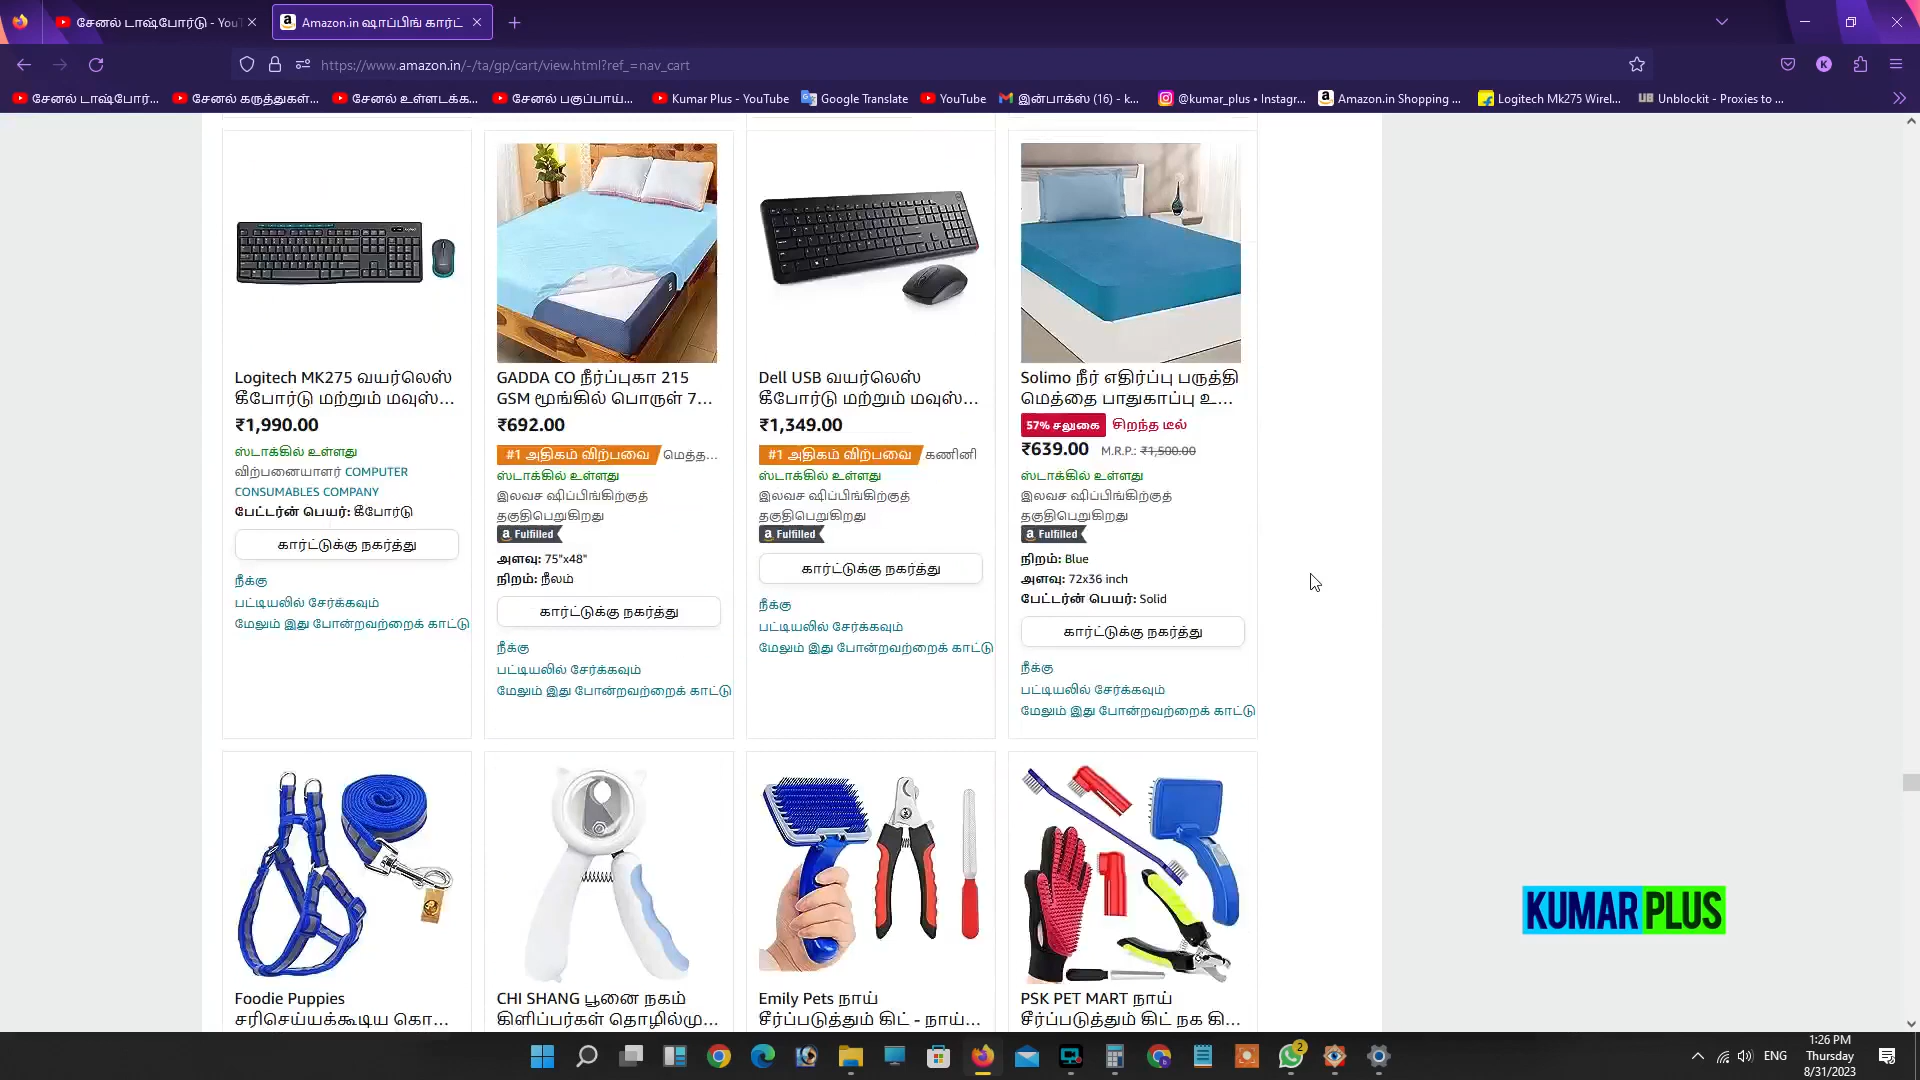 சேனல் டாஷ்போர்டு - YouT
Amazon.in ஷாப்பிங் கார்ட்
https://www.amazon.in/-/ta/gp/cart/view.html?ref_=nav_cart
சேனல் டாஷ்போர்... சேனல் கருத்துகள்... சேனல் உள்ளடக்க... சேனல் பகுப்பாய்... Kumar Plus - YouTube Google Translate YouTube இன்பாக்ஸ் (16) - k... @kumar_plus • Instagr... Amazon.in Shopping ... Logitech Mk275 Wirel... Unblockit - Proxies to ...
Logitech MK275 வயர்லெஸ்
கீபோர்டு மற்றும் மவுஸ்...
₹1,990.00
ஸ்டாக்கில் உள்ளது
விற்பனையாளர் COMPUTER
CONSUMABLES COMPANY
பேட்டர்ன் பெயர்: கீபோர்டு
கார்ட்டுக்கு நகர்த்து
நீக்கு
பட்டியலில் சேர்க்கவும்
மேலும் இது போன்றவற்றைக் காட்டு
GADDA CO நீர்ப்புகா 215
GSM மூங்கில் பொருள் 7...
₹692.00
#1 அதிகம் விற்பவை மெத்த...
ஸ்டாக்கில் உள்ளது
இலவச ஷிப்பிங்கிற்குத்
தகுதிபெறுகிறது
a Fulfilled
அளவு: 75"x48"
நிறம்: நீலம்
கார்ட்டுக்கு நகர்த்து
நீக்கு
பட்டியலில் சேர்க்கவும்
மேலும் இது போன்றவற்றைக் காட்டு
Dell USB வயர்லெஸ்
கீபோர்டு மற்றும் மவுஸ்...
₹1,349.00
#1 அதிகம் விற்பவை கணினி
ஸ்டாக்கில் உள்ளது
இலவச ஷிப்பிங்கிற்குத்
தகுதிபெறுகிறது
a Fulfilled
கார்ட்டுக்கு நகர்த்து
நீக்கு
பட்டியலில் சேர்க்கவும்
மேலும் இது போன்றவற்றைக் காட்டு
Solimo நீர் எதிர்ப்பு பருத்தி
மெத்தை பாதுகாப்பு உ...
57% சலுகை சிறந்த டீல்
₹639.00 M.R.P.: ₹1,500.00
ஸ்டாக்கில் உள்ளது
இலவச ஷிப்பிங்கிற்குத்
தகுதிபெறுகிறது
a Fulfilled
நிறம்: Blue
அளவு: 72x36 inch
பேட்டர்ன் பெயர்: Solid
கார்ட்டுக்கு நகர்த்து
நீக்கு
பட்டியலில் சேர்க்கவும்
மேலும் இது போன்றவற்றைக் காட்டு
Foodie Puppies
சரிசெய்யக்கூடிய கொ...
CHI SHANG பூனை நகம்
கிளிப்பர்கள் தொழில்மு...
Emily Pets நாய்
சீர்ப்படுத்தும் கிட் - நாய்...
PSK PET MART நாய்
சீர்ப்படுத்தும் கிட் நக கி...
KUMAR PLUS
2
ENG
1:26 PM
Thursday
8/31/2023